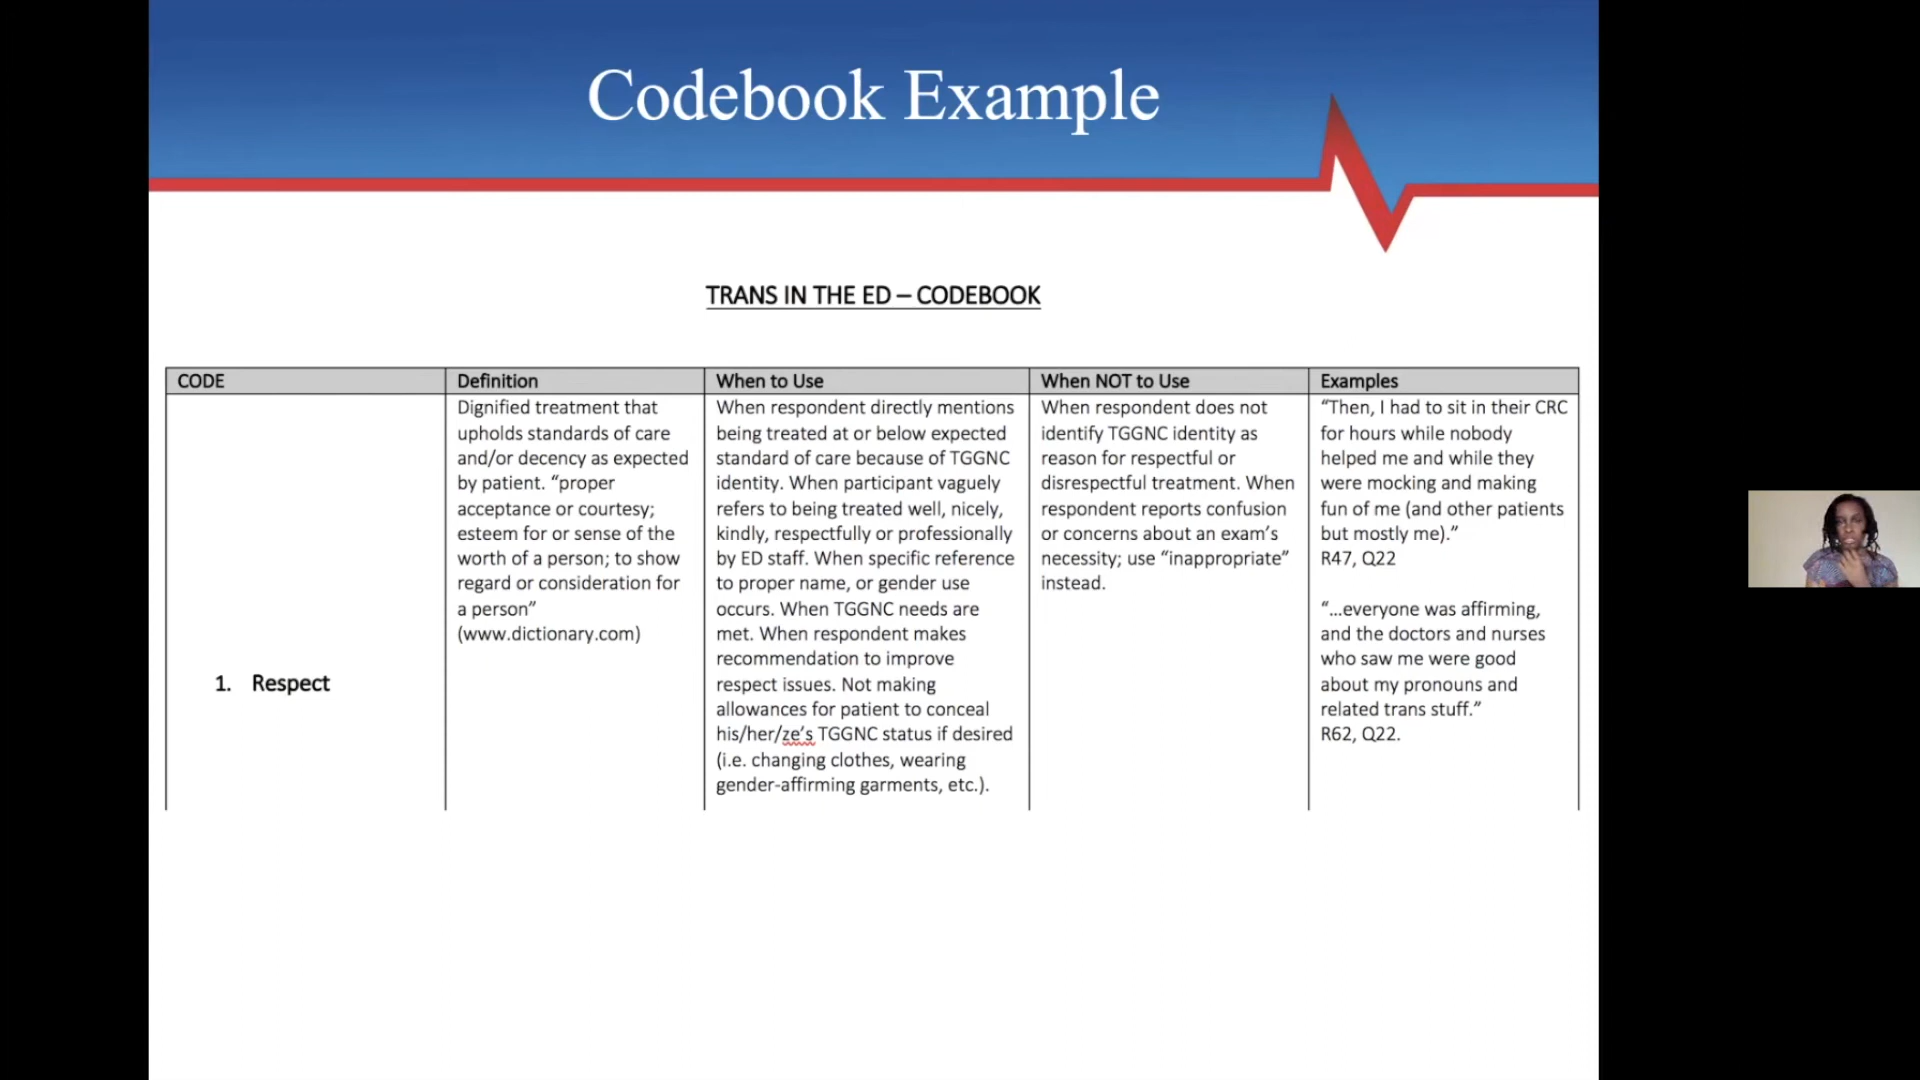 Codebook Example
TRANS IN THE ED – CODEBOOK
CODE
Definition
When to Use
When NOT to Use
Examples
1. Respect
Dignified treatment that
upholds standards of care
and/or decency as expected
by patient. “proper
acceptance or courtesy;
esteem for or sense of the
worth of a person; to show
regard or consideration for
a person”
(www.dictionary.com)
When respondent directly mentions
being treated at or below expected
standard of care because of TGGNC
identity. When participant vaguely
refers to being treated well, nicely,
kindly, respectfully or professionally
by ED staff. When specific reference
to proper name, or gender use
occurs. When TGGNC needs are
met. When respondent makes
recommendation to improve
respect issues. Not making
allowances for patient to conceal
his/her/ze’s TGGNC status if desired
(i.e. changing clothes, wearing
gender-affirming garments, etc.).
When respondent does not
identify TGGNC identity as
reason for respectful or
disrespectful treatment. When
respondent reports confusion
or concerns about an exam’s
necessity; use “inappropriate”
instead.
“Then, I had to sit in their CRC
for hours while nobody
helped me and while they
were mocking and making
fun of me (and other patients
but mostly me).”
R47, Q22
“…everyone was affirming,
and the doctors and nurses
who saw me were good
about my pronouns and
related trans stuff.”
R62, Q22.